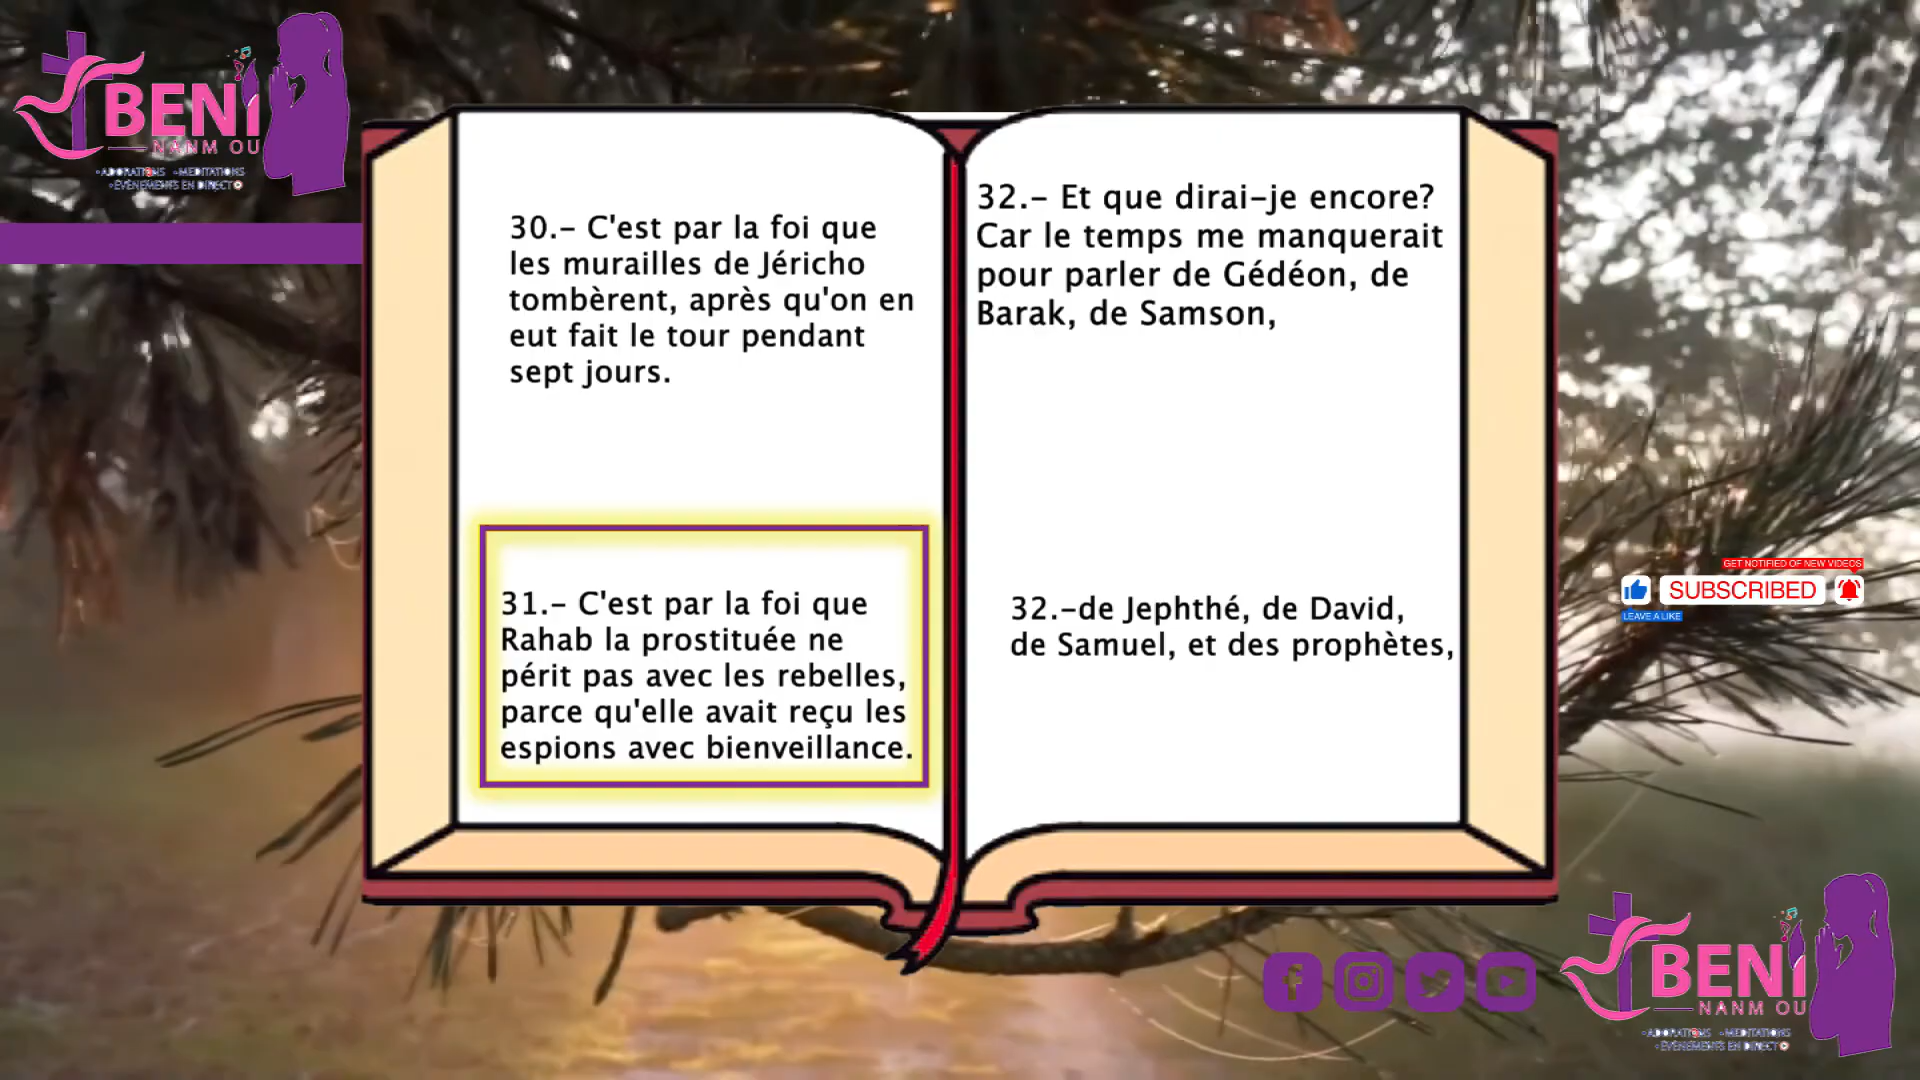 BENI
NANM OU
-ADORATIONS -MEDITATIONS
-ÉVÉNEMENTS EN DIRECT
30.- C'est par la foi que
les murailles de Jéricho
tombèrent, après qu'on en
eut fait le tour pendant
sept jours.
31.- C'est par la foi que
Rahab la prostituée ne
périt pas avec les rebelles,
parce qu'elle avait reçu les
espions avec bienveillance.
32.- Et que dirai-je encore?
Car le temps me manquerait
pour parler de Gédéon, de
Barak, de Samson,
32.-de Jephthé, de David,
de Samuel, et des prophètes,
GET NOTIFIED OF NEW VIDEOS
SUBSCRIBED
LEAVE A LIKE
BENI
NANM OU
-ADORATIONS -MEDITATIONS
-ÉVÉNEMENTS EN DIRECT